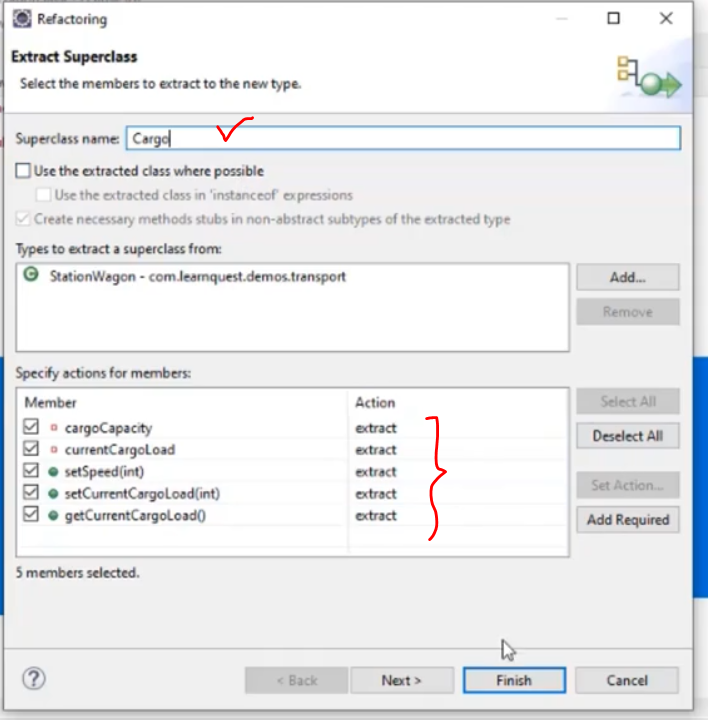 Refactoring
Extract Superclass
Select the members to extract to the new type.
Superclass name: Cargo
Use the extracted class where possible
Use the extracted class in 'instanceof' expressions
Create necessary methods stubs in non-abstract subtypes of the extracted type
Types to extract a superclass from:
StationWagon - com.learnquest.demos.transport
Add...
Remove
Specify actions for members:
Member Action
Select All
cargoCapacity extract
currentCargoLoad extract
Deselect All
setSpeed(int) extract
setCurrentCargoLoad(int) extract
Set Action...
getCurrentCargoLoad() extract
Add Required
5 members selected.
? < Back Next > Finish Cancel